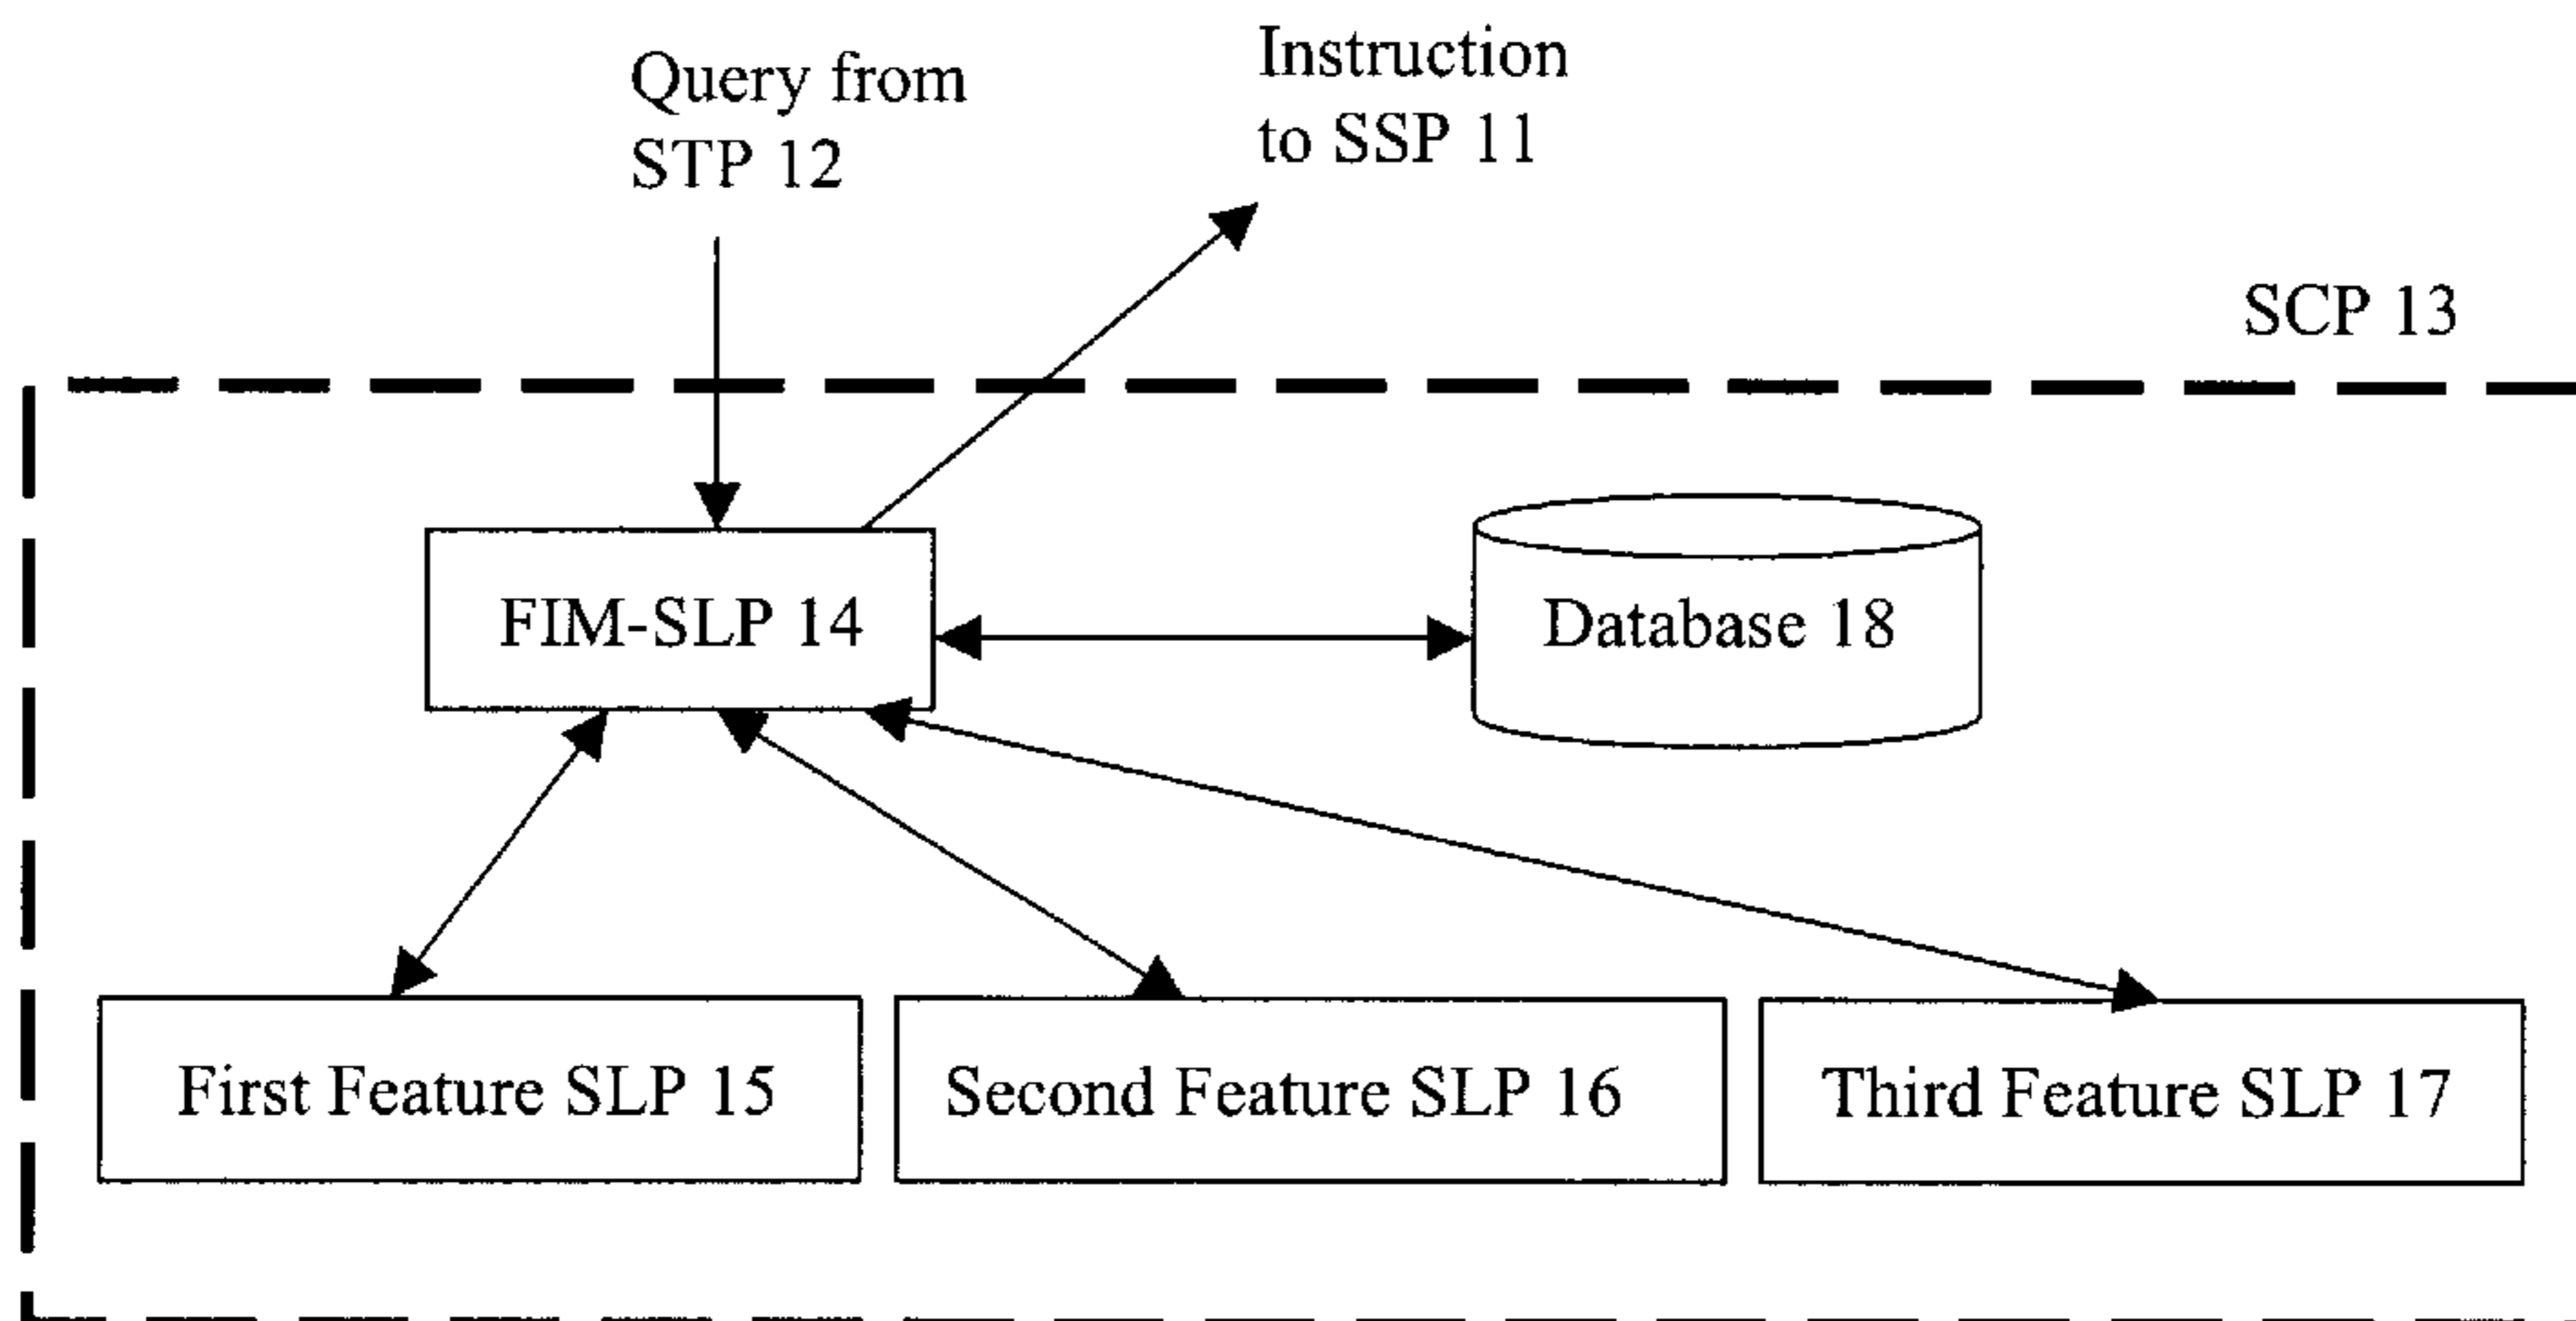 Query from
STP 12
Instruction
to SSP 11
SCP 13
FIM-SLP 14
Database 18
First Feature SLP 15
Second Feature SLP 16
Third Feature SLP 17